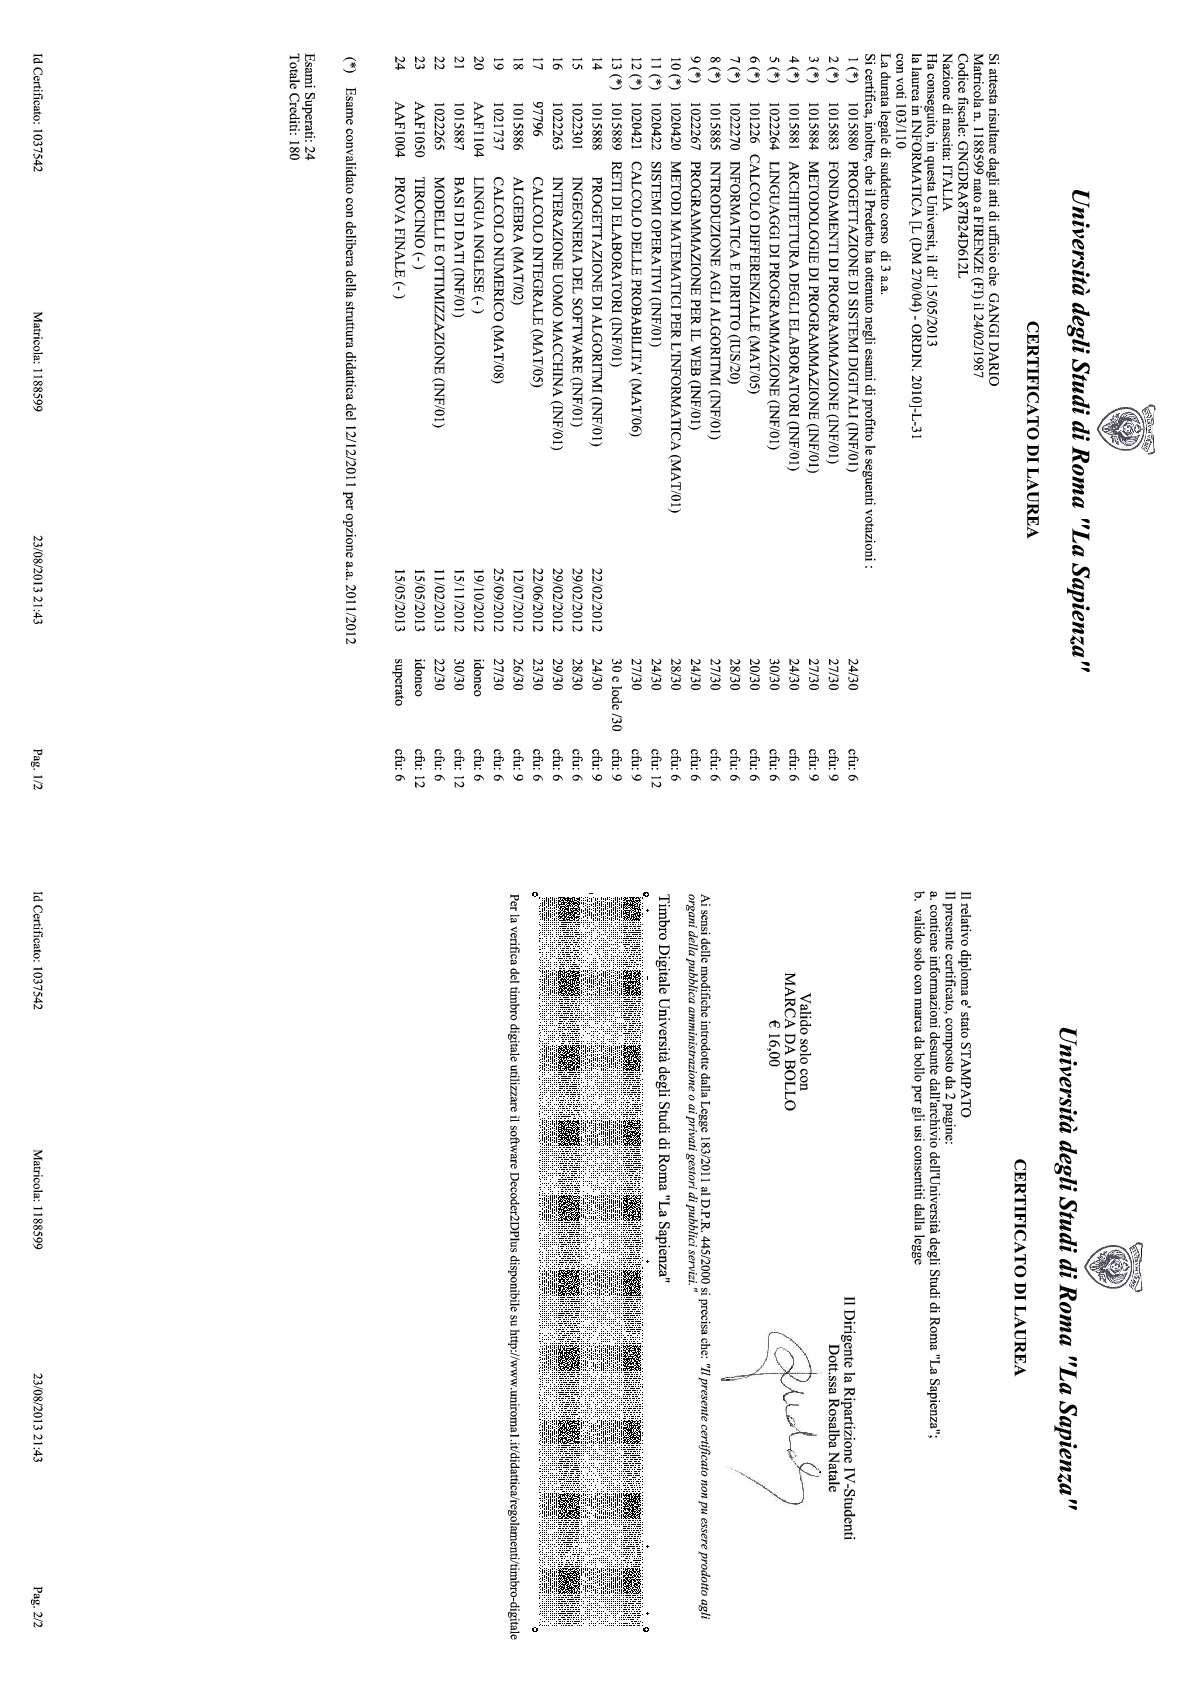 Università degli Studi di Roma "La Sapienza"
CERTIFICATO DI LAUREA
Si attesta risultare dagli atti di ufficio che GANGI DARIO
Matricola n. 1188599 nato a FIRENZE (FI) il 24/02/1987
Codice fiscale: GNGDRA87B24D612L
Nazione di nascita: ITALIA
Ha conseguito, in questa Universit, il di' 15/05/2013
la laurea in INFORMATICA [L (DM 270/04) - ORDIN. 2010]-L-31
con voti 103/110
La durata legale di suddetto corso di 3 a.a.
Si certifica, inoltre, che il Predetto ha ottenuto negli esami di profitto le seguenti votazioni :
1 (*) 1015880 PROGETTAZIONE DI SISTEMI DIGITALI (INF/01) 24/30 cfu: 6
2 (*) 1015883 FONDAMENTI DI PROGRAMMAZIONE (INF/01) 27/30 cfu: 9
3 (*) 1015884 METODOLOGIE DI PROGRAMMAZIONE (INF/01) 27/30 cfu: 9
4 (*) 1015881 ARCHITETTURA DEGLI ELABORATORI (INF/01) 24/30 cfu: 6
5 (*) 1022264 LINGUAGGI DI PROGRAMMAZIONE (INF/01) 30/30 cfu: 6
6 (*) 101226 CALCOLO DIFFERENZIALE (MAT/05) 20/30 cfu: 6
7 (*) 1022270 INFORMATICA E DIRITTO (IUS/20) 28/30 cfu: 6
8 (*) 1015885 INTRODUZIONE AGLI ALGORITMI (INF/01) 27/30 cfu: 9
9 (*) 1022267 PROGRAMMAZIONE PER IL WEB (INF/01) 24/30 cfu: 6
10 (*) 1020420 METODI MATEMATICI PER L'INFORMATICA (MAT/01) 28/30 cfu: 6
11 (*) 1020422 SISTEMI OPERATIVI (INF/01) 24/30 cfu: 12
12 (*) 1020421 CALCOLO DELLE PROBABILITA' (MAT/06) 27/30 cfu: 9
13 (*) 1015889 RETI DI ELABORATORI (INF/01) 30 e lode /30 cfu: 9
14 1015888 PROGETTAZIONE DI ALGORITMI (INF/01) 22/02/2012 24/30 cfu: 9
15 1022301 INGEGNERIA DEL SOFTWARE (INF/01) 29/02/2012 28/30 cfu: 6
16 1022263 INTERAZIONE UOMO MACCHINA (INF/01) 29/02/2012 29/30 cfu: 6
17 97796 CALCOLO INTEGRALE (MAT/05) 22/06/2012 23/30 cfu: 6
18 1015886 ALGEBRA (MAT/02) 12/07/2012 26/30 cfu: 9
19 1021737 CALCOLO NUMERICO (MAT/08) 25/09/2012 27/30 cfu: 6
20 AAF1104 LINGUA INGLESE (- ) 19/10/2012 idoneo cfu: 6
21 1015887 BASI DI DATI (INF/01) 15/11/2012 30/30 cfu: 12
22 1022265 MODELLI E OTTIMIZZAZIONE (INF/01) 11/02/2013 22/30 cfu: 6
23 AAF1050 TIROCINIO (- ) 15/05/2013 idoneo cfu: 12
24 AAF1004 PROVA FINALE (- ) 15/05/2013 superato cfu: 6
(*) Esame convalidato con delibera della struttura didattica del 12/12/2011 per opzione a.a. 2011/2012
Esami Superati: 24
Totale Crediti: 180
Id Certificato: 1037542 Matricola: 1188599 23/08/2013 21:43 Pag. 1/2
Università degli Studi di Roma "La Sapienza"
CERTIFICATO DI LAUREA
Il relativo diploma e' stato STAMPATO
Il presente certificato, composto da 2 pagine:
a. contiene informazioni desunte dall'archivio dell'Università degli Studi di Roma "La Sapienza";
b. valido solo con marca da bollo per gli usi consentiti dalla legge
Il Dirigente la Ripartizione IV-Studenti
Dott.ssa Rosalba Natale
Valido solo con
MARCA DA BOLLO
€ 16,00
Ai sensi delle modifiche introdotte dalla Legge 183/2011 al D.P.R. 445/2000 si precisa che: "Il presente certificato non pu essere prodotto agli
organi della pubblica amministrazione o ai privati gestori di pubblici servizi."
Timbro Digitale Università degli Studi di Roma "La Sapienza"
Per la verifica del timbro digitale utilizzare il software Decoder2DPlus disponibile su http://www.uniroma1.it/didattica/regolamenti/timbro-digitale
Id Certificato: 1037542 Matricola: 1188599 23/08/2013 21:43 Pag. 2/2